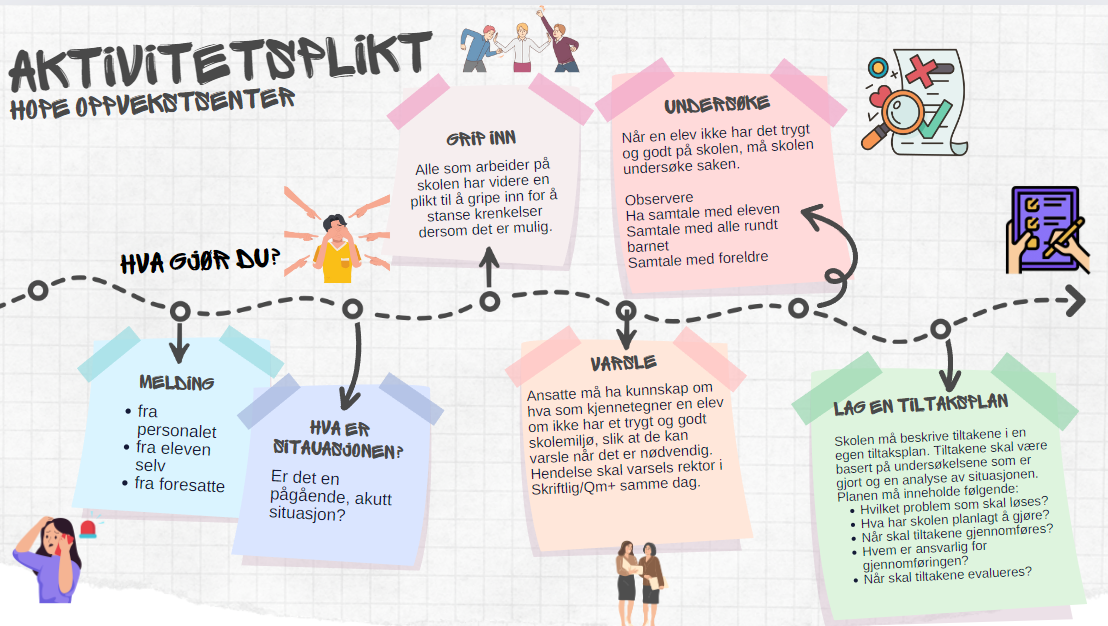 AKTIVITETSPLIKT
HOPE OPPVEKSTSENTER
HVA GJØR DU?
MELDING
• fra
personalet
• fra eleven
selv
• fra foresatte
HVA ER
SITAUASJONEN?
Er det en
pågående, akutt
situasjon?
GRIP INN
Alle som arbeider på
skolen har videre en
plikt til å gripe inn for å
stanse krenkelser
dersom det er mulig.
VARSLE
Ansatte må ha kunnskap om
hva som kjennetegner en elev
om ikke har et trygt og godt
skolemiljø, slik at de kan
varsle når det er nødvendig.
Hendelse skal varsels rektor i
Skriftlig/Qm+ samme dag.
UNDERSØKE
Når en elev ikke har det trygt
og godt på skolen, må skolen
undersøke saken.
Observere
Ha samtale med eleven
Samtale med alle rundt
barnet
Samtale med foreldre
LAG EN TILTAKSPLAN
Skolen må beskrive tiltakene i en
egen tiltaksplan. Tiltakene skal være
basert på undersøkelsene som er
gjort og en analyse av situasjonen.
Planen må inneholde følgende:
• Hvilket problem som skal løses?
• Hva har skolen planlagt å gjøre?
• Når skal tiltakene gjennomføres?
• Hvem er ansvarlig for
gjennomføringen?
• Når skal tiltakene evalueres?